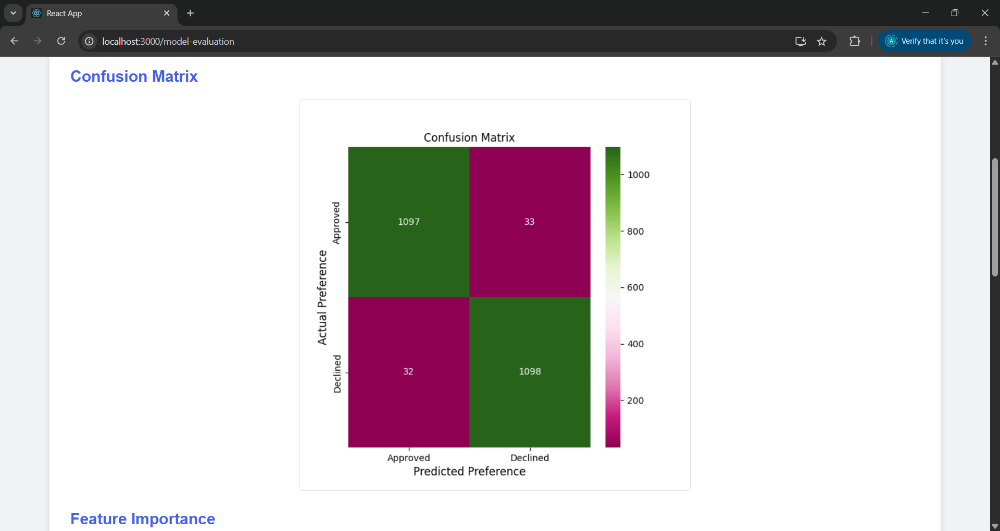 React App
localhost:3000/model-evaluation
A
Verify that it's you
Confusion Matrix
Confusion Matrix
Actual Preference
Approved
Declined
1097
33
32
1098
Approved
Declined
Predicted Preference
1000
800
600
400
200
Feature Importance